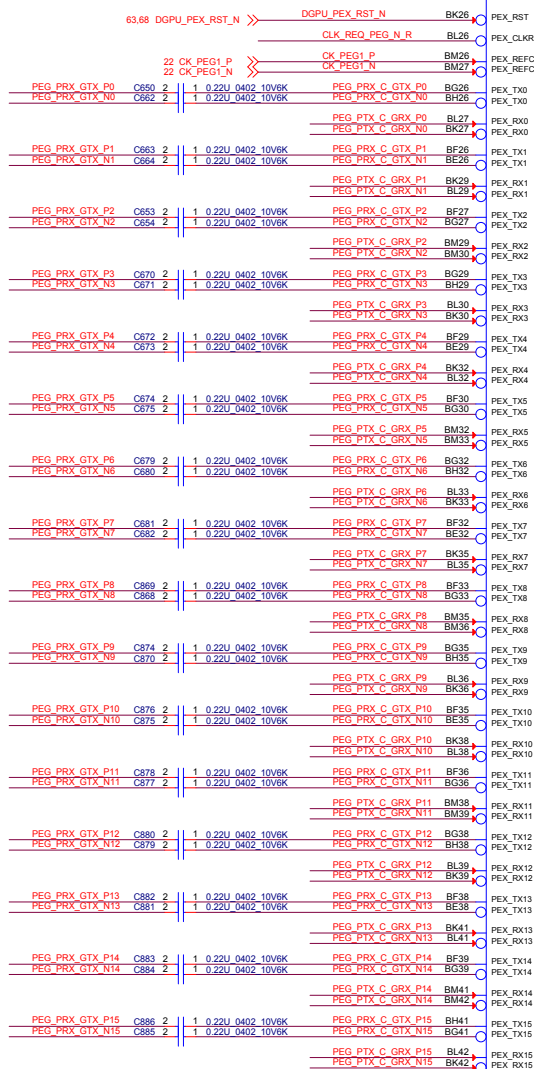 63,68 DGPU_PEX_RST_N DGPU_PEX_RST_N BK26 PEX_RST
CLK_REQ_PEG_N_R BL26 PEX_CLKR
22 CK_PEG1_P CK_PEG1_P BM26 PEX_REFC
22 CK_PEG1_N CK_PEG1_N BM27 PEX_REFC
PEG_PRX_GTX_P0 C650 2 1 0.22U_0402_10V6K PEG_PRX_C_GTX_P0 BG26 PEX_TX0
PEG_PRX_GTX_N0 C662 2 1 0.22U_0402_10V6K PEG_PRX_C_GTX_N0 BH26 PEX_TX0
PEG_PTX_C_GRX_P0 BL27 PEX_RX0
PEG_PTX_C_GRX_N0 BK27 PEX_RX0
PEG_PRX_GTX_P1 C663 2 1 0.22U_0402_10V6K PEG_PRX_C_GTX_P1 BF26 PEX_TX1
PEG_PRX_GTX_N1 C664 2 1 0.22U_0402_10V6K PEG_PRX_C_GTX_N1 BE26 PEX_TX1
PEG_PTX_C_GRX_P1 BK29 PEX_RX1
PEG_PTX_C_GRX_N1 BL29 PEX_RX1
PEG_PRX_GTX_P2 C653 2 1 0.22U_0402_10V6K PEG_PRX_C_GTX_P2 BF27 PEX_TX2
PEG_PRX_GTX_N2 C654 2 1 0.22U_0402_10V6K PEG_PRX_C_GTX_N2 BG27 PEX_TX2
PEG_PTX_C_GRX_P2 BM29 PEX_RX2
PEG_PTX_C_GRX_N2 BM30 PEX_RX2
PEG_PRX_GTX_P3 C670 2 1 0.22U_0402_10V6K PEG_PRX_C_GTX_P3 BG29 PEX_TX3
PEG_PRX_GTX_N3 C671 2 1 0.22U_0402_10V6K PEG_PRX_C_GTX_N3 BH29 PEX_TX3
PEG_PTX_C_GRX_P3 BL30 PEX_RX3
PEG_PTX_C_GRX_N3 BK30 PEX_RX3
PEG_PRX_GTX_P4 C672 2 1 0.22U_0402_10V6K PEG_PRX_C_GTX_P4 BF29 PEX_TX4
PEG_PRX_GTX_N4 C673 2 1 0.22U_0402_10V6K PEG_PRX_C_GTX_N4 BE29 PEX_TX4
PEG_PTX_C_GRX_P4 BK32 PEX_RX4
PEG_PTX_C_GRX_N4 BL32 PEX_RX4
PEG_PRX_GTX_P5 C674 2 1 0.22U_0402_10V6K PEG_PRX_C_GTX_P5 BF30 PEX_TX5
PEG_PRX_GTX_N5 C675 2 1 0.22U_0402_10V6K PEG_PRX_C_GTX_N5 BG30 PEX_TX5
PEG_PTX_C_GRX_P5 BM32 PEX_RX5
PEG_PTX_C_GRX_N5 BM33 PEX_RX5
PEG_PRX_GTX_P6 C679 2 1 0.22U_0402_10V6K PEG_PRX_C_GTX_P6 BG32 PEX_TX6
PEG_PRX_GTX_N6 C680 2 1 0.22U_0402_10V6K PEG_PRX_C_GTX_N6 BH32 PEX_TX6
PEG_PTX_C_GRX_P6 BL33 PEX_RX6
PEG_PTX_C_GRX_N6 BK33 PEX_RX6
PEG_PRX_GTX_P7 C681 2 1 0.22U_0402_10V6K PEG_PRX_C_GTX_P7 BF32 PEX_TX7
PEG_PRX_GTX_N7 C682 2 1 0.22U_0402_10V6K PEG_PRX_C_GTX_N7 BE32 PEX_TX7
PEG_PTX_C_GRX_P7 BK35 PEX_RX7
PEG_PTX_C_GRX_N7 BL35 PEX_RX7
PEG_PRX_GTX_P8 C869 2 1 0.22U_0402_10V6K PEG_PRX_C_GTX_P8 BF33 PEX_TX8
PEG_PRX_GTX_N8 C868 2 1 0.22U_0402_10V6K PEG_PRX_C_GTX_N8 BG33 PEX_TX8
PEG_PTX_C_GRX_P8 BM35 PEX_RX8
PEG_PTX_C_GRX_N8 BM36 PEX_RX8
PEG_PRX_GTX_P9 C874 2 1 0.22U_0402_10V6K PEG_PRX_C_GTX_P9 BG35 PEX_TX9
PEG_PRX_GTX_N9 C870 2 1 0.22U_0402_10V6K PEG_PRX_C_GTX_N9 BH35 PEX_TX9
PEG_PTX_C_GRX_P9 BL36 PEX_RX9
PEG_PTX_C_GRX_N9 BK36 PEX_RX9
PEG_PRX_GTX_P10 C876 2 1 0.22U_0402_10V6K PEG_PRX_C_GTX_P10 BF35 PEX_TX10
PEG_PRX_GTX_N10 C875 2 1 0.22U_0402_10V6K PEG_PRX_C_GTX_N10 BE35 PEX_TX10
PEG_PTX_C_GRX_P10 BK38 PEX_RX10
PEG_PTX_C_GRX_N10 BL38 PEX_RX10
PEG_PRX_GTX_P11 C878 2 1 0.22U_0402_10V6K PEG_PRX_C_GTX_P11 BF36 PEX_TX11
PEG_PRX_GTX_N11 C877 2 1 0.22U_0402_10V6K PEG_PRX_C_GTX_N11 BG36 PEX_TX11
PEG_PTX_C_GRX_P11 BM38 PEX_RX11
PEG_PTX_C_GRX_N11 BM39 PEX_RX11
PEG_PRX_GTX_P12 C880 2 1 0.22U_0402_10V6K PEG_PRX_C_GTX_P12 BG38 PEX_TX12
PEG_PRX_GTX_N12 C879 2 1 0.22U_0402_10V6K PEG_PRX_C_GTX_N12 BH38 PEX_TX12
PEG_PTX_C_GRX_P12 BL39 PEX_RX12
PEG_PTX_C_GRX_N12 BK39 PEX_RX12
PEG_PRX_GTX_P13 C882 2 1 0.22U_0402_10V6K PEG_PRX_C_GTX_P13 BF38 PEX_TX13
PEG_PRX_GTX_N13 C881 2 1 0.22U_0402_10V6K PEG_PRX_C_GTX_N13 BE38 PEX_TX13
PEG_PTX_C_GRX_P13 BK41 PEX_RX13
PEG_PTX_C_GRX_N13 BL41 PEX_RX13
PEG_PRX_GTX_P14 C883 2 1 0.22U_0402_10V6K PEG_PRX_C_GTX_P14 BF39 PEX_TX14
PEG_PRX_GTX_N14 C884 2 1 0.22U_0402_10V6K PEG_PRX_C_GTX_N14 BG39 PEX_TX14
PEG_PTX_C_GRX_P14 BM41 PEX_RX14
PEG_PTX_C_GRX_N14 BM42 PEX_RX14
PEG_PRX_GTX_P15 C886 2 1 0.22U_0402_10V6K PEG_PRX_C_GTX_P15 BH41 PEX_TX15
PEG_PRX_GTX_N15 C885 2 1 0.22U_0402_10V6K PEG_PRX_C_GTX_N15 BG41 PEX_TX15
PEG_PTX_C_GRX_P15 BL42 PEX_RX15
PEG_PTX_C_GRX_N15 BK42 PEX_RX15